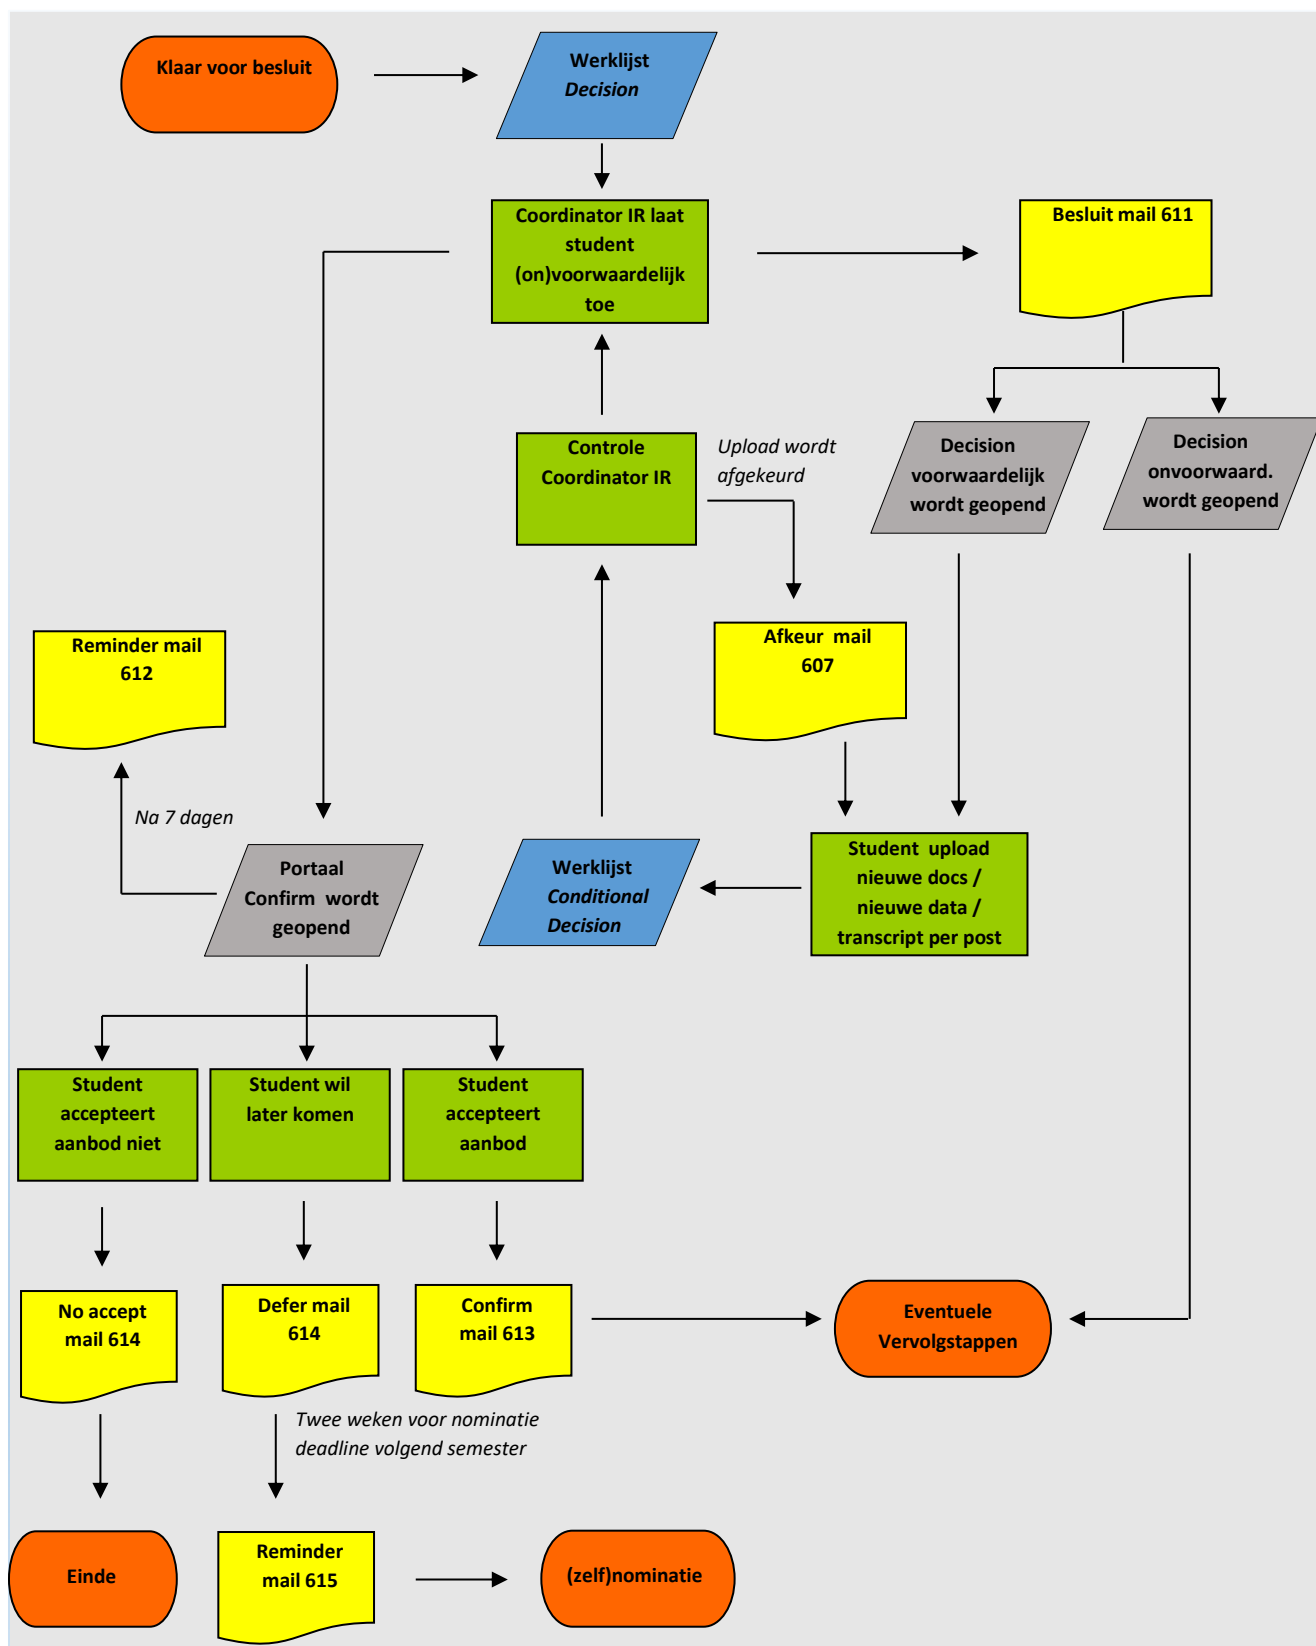 Klaar voor besluit
Werklijst
Decision
Coordinator IR laat
student
(on)voorwaardelijk
toe
Besluit mail 611
Controle
Coordinator IR
Upload wordt
afgekeurd
Decision
voorwaardelijk
wordt geopend
Decision
onvoorwaard.
wordt geopend
Reminder mail
612
Afkeur mail
607
Na 7 dagen
Portaal
Confirm wordt
geopend
Werklijst
Conditional
Decision
Student upload
nieuwe docs /
nieuwe data /
transcript per post
Student
accepteert
aanbod niet
Student wil
later komen
Student
accepteert
aanbod
No accept
mail 614
Defer mail
614
Confirm
mail 613
Eventuele
Vervolgstappen
Twee weken voor nominatie
deadline volgend semester
Einde
Reminder
mail 615
(zelf)nominatie